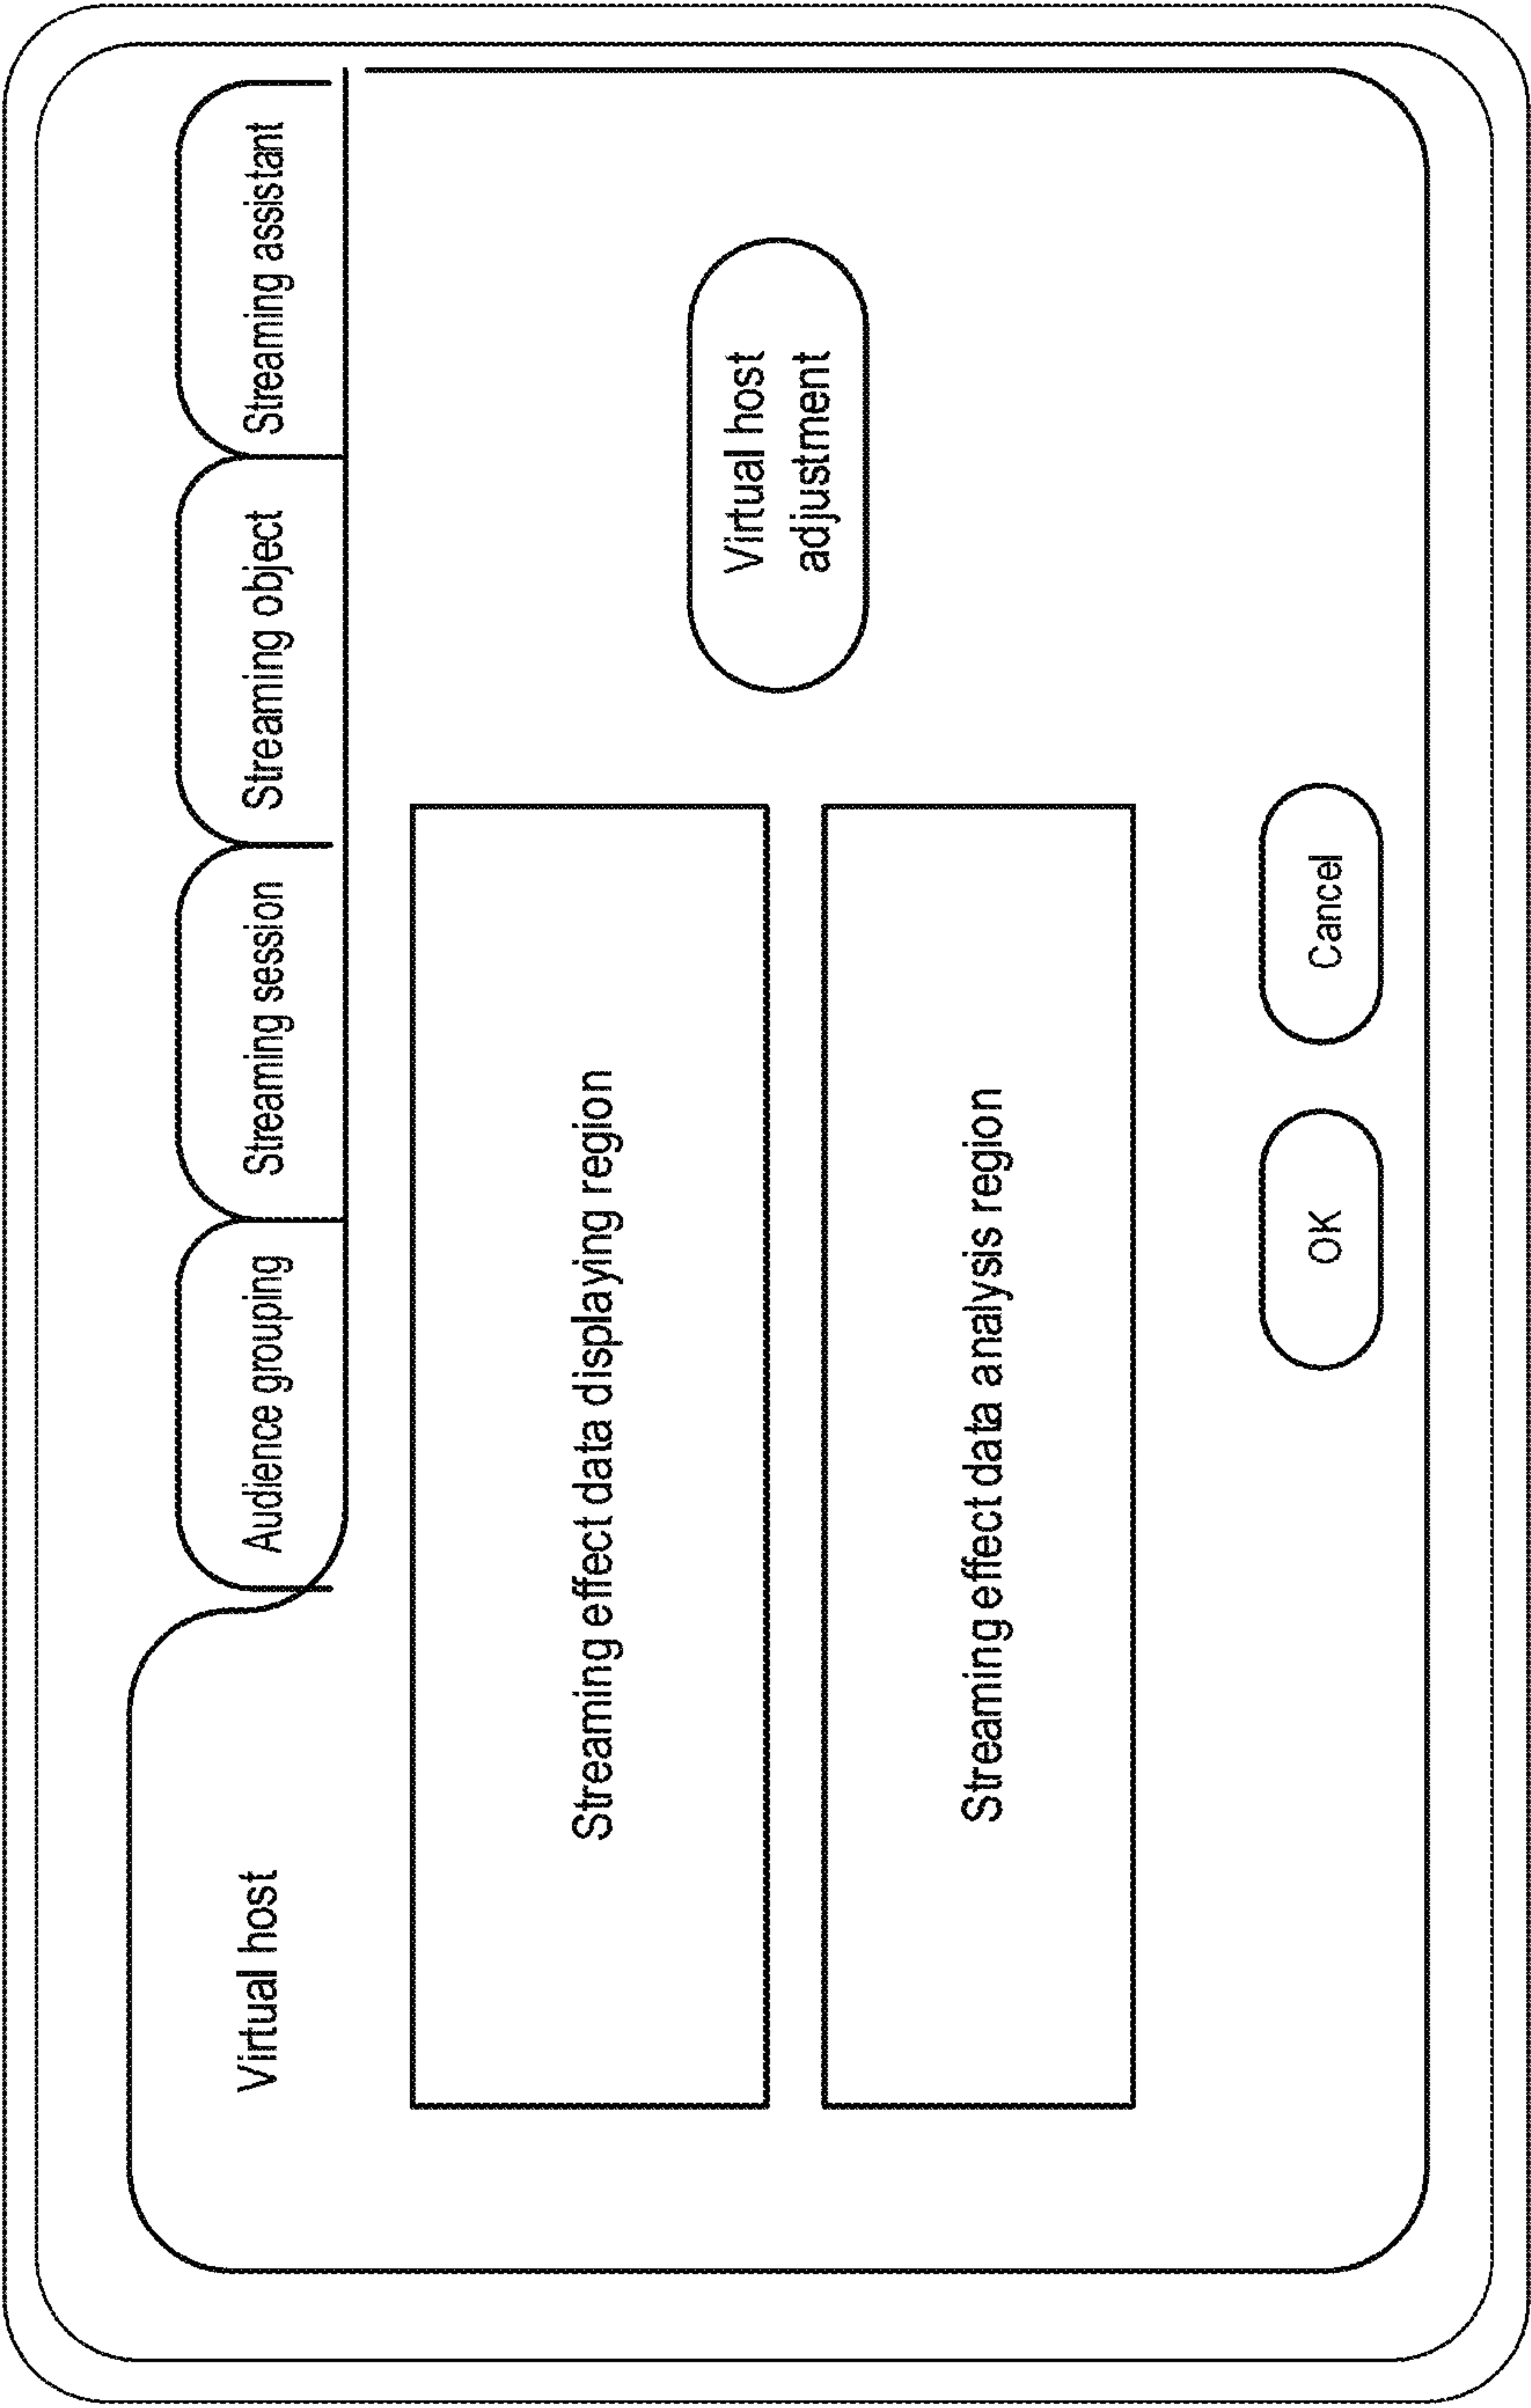 Virtual host
Audience grouping
Streaming session
Streaming object
Streaming assistant
Streaming effect data displaying region
Virtual host
adjustment
Streaming effect data analysis region
OK
Cancel